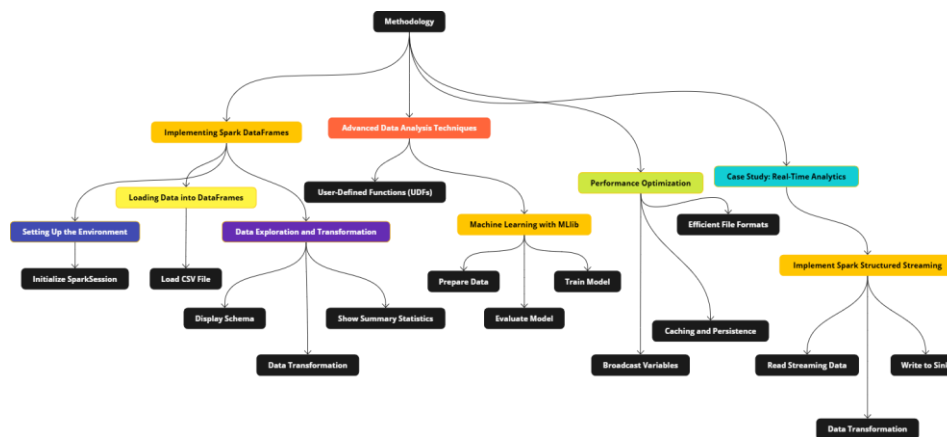 Methodology
Implementing Spark DataFrames
Advanced Data Analysis Techniques
Performance Optimization
Case Study: Real-Time Analytics
User-Defined Functions (UDFs)
Loading Data into DataFrames
Efficient File Formats
Setting Up the Environment
Data Exploration and Transformation
Machine Learning with MLlib
Implement Spark Structured Streaming
Initialize SparkSession
Load CSV File
Prepare Data
Train Model
Display Schema
Show Summary Statistics
Evaluate Model
Caching and Persistence
Data Transformation
Broadcast Variables
Read Streaming Data
Write to Sink
Data Transformation